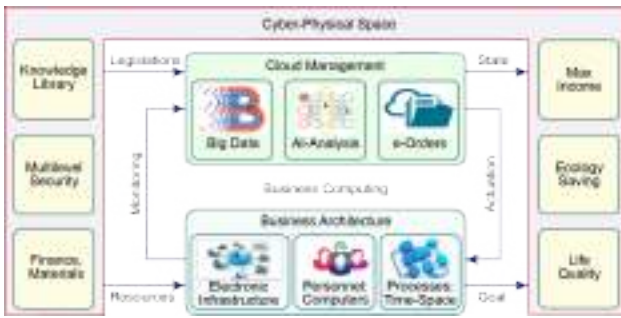 Cyber-Physical Space
Knowledge
Library
Legislations
Cloud Management
State
Max
Income
Big Data
AI-Analysis
e-Orders
Multilevel
Security
Monitoring
Business Computing
Actuation
Ecology
Saving
Business Architecture
Finance,
Materials
Electronic
Infrastructure
Personnel
Computers
Processes
Time-Space
Life
Quality
Resources
Goal